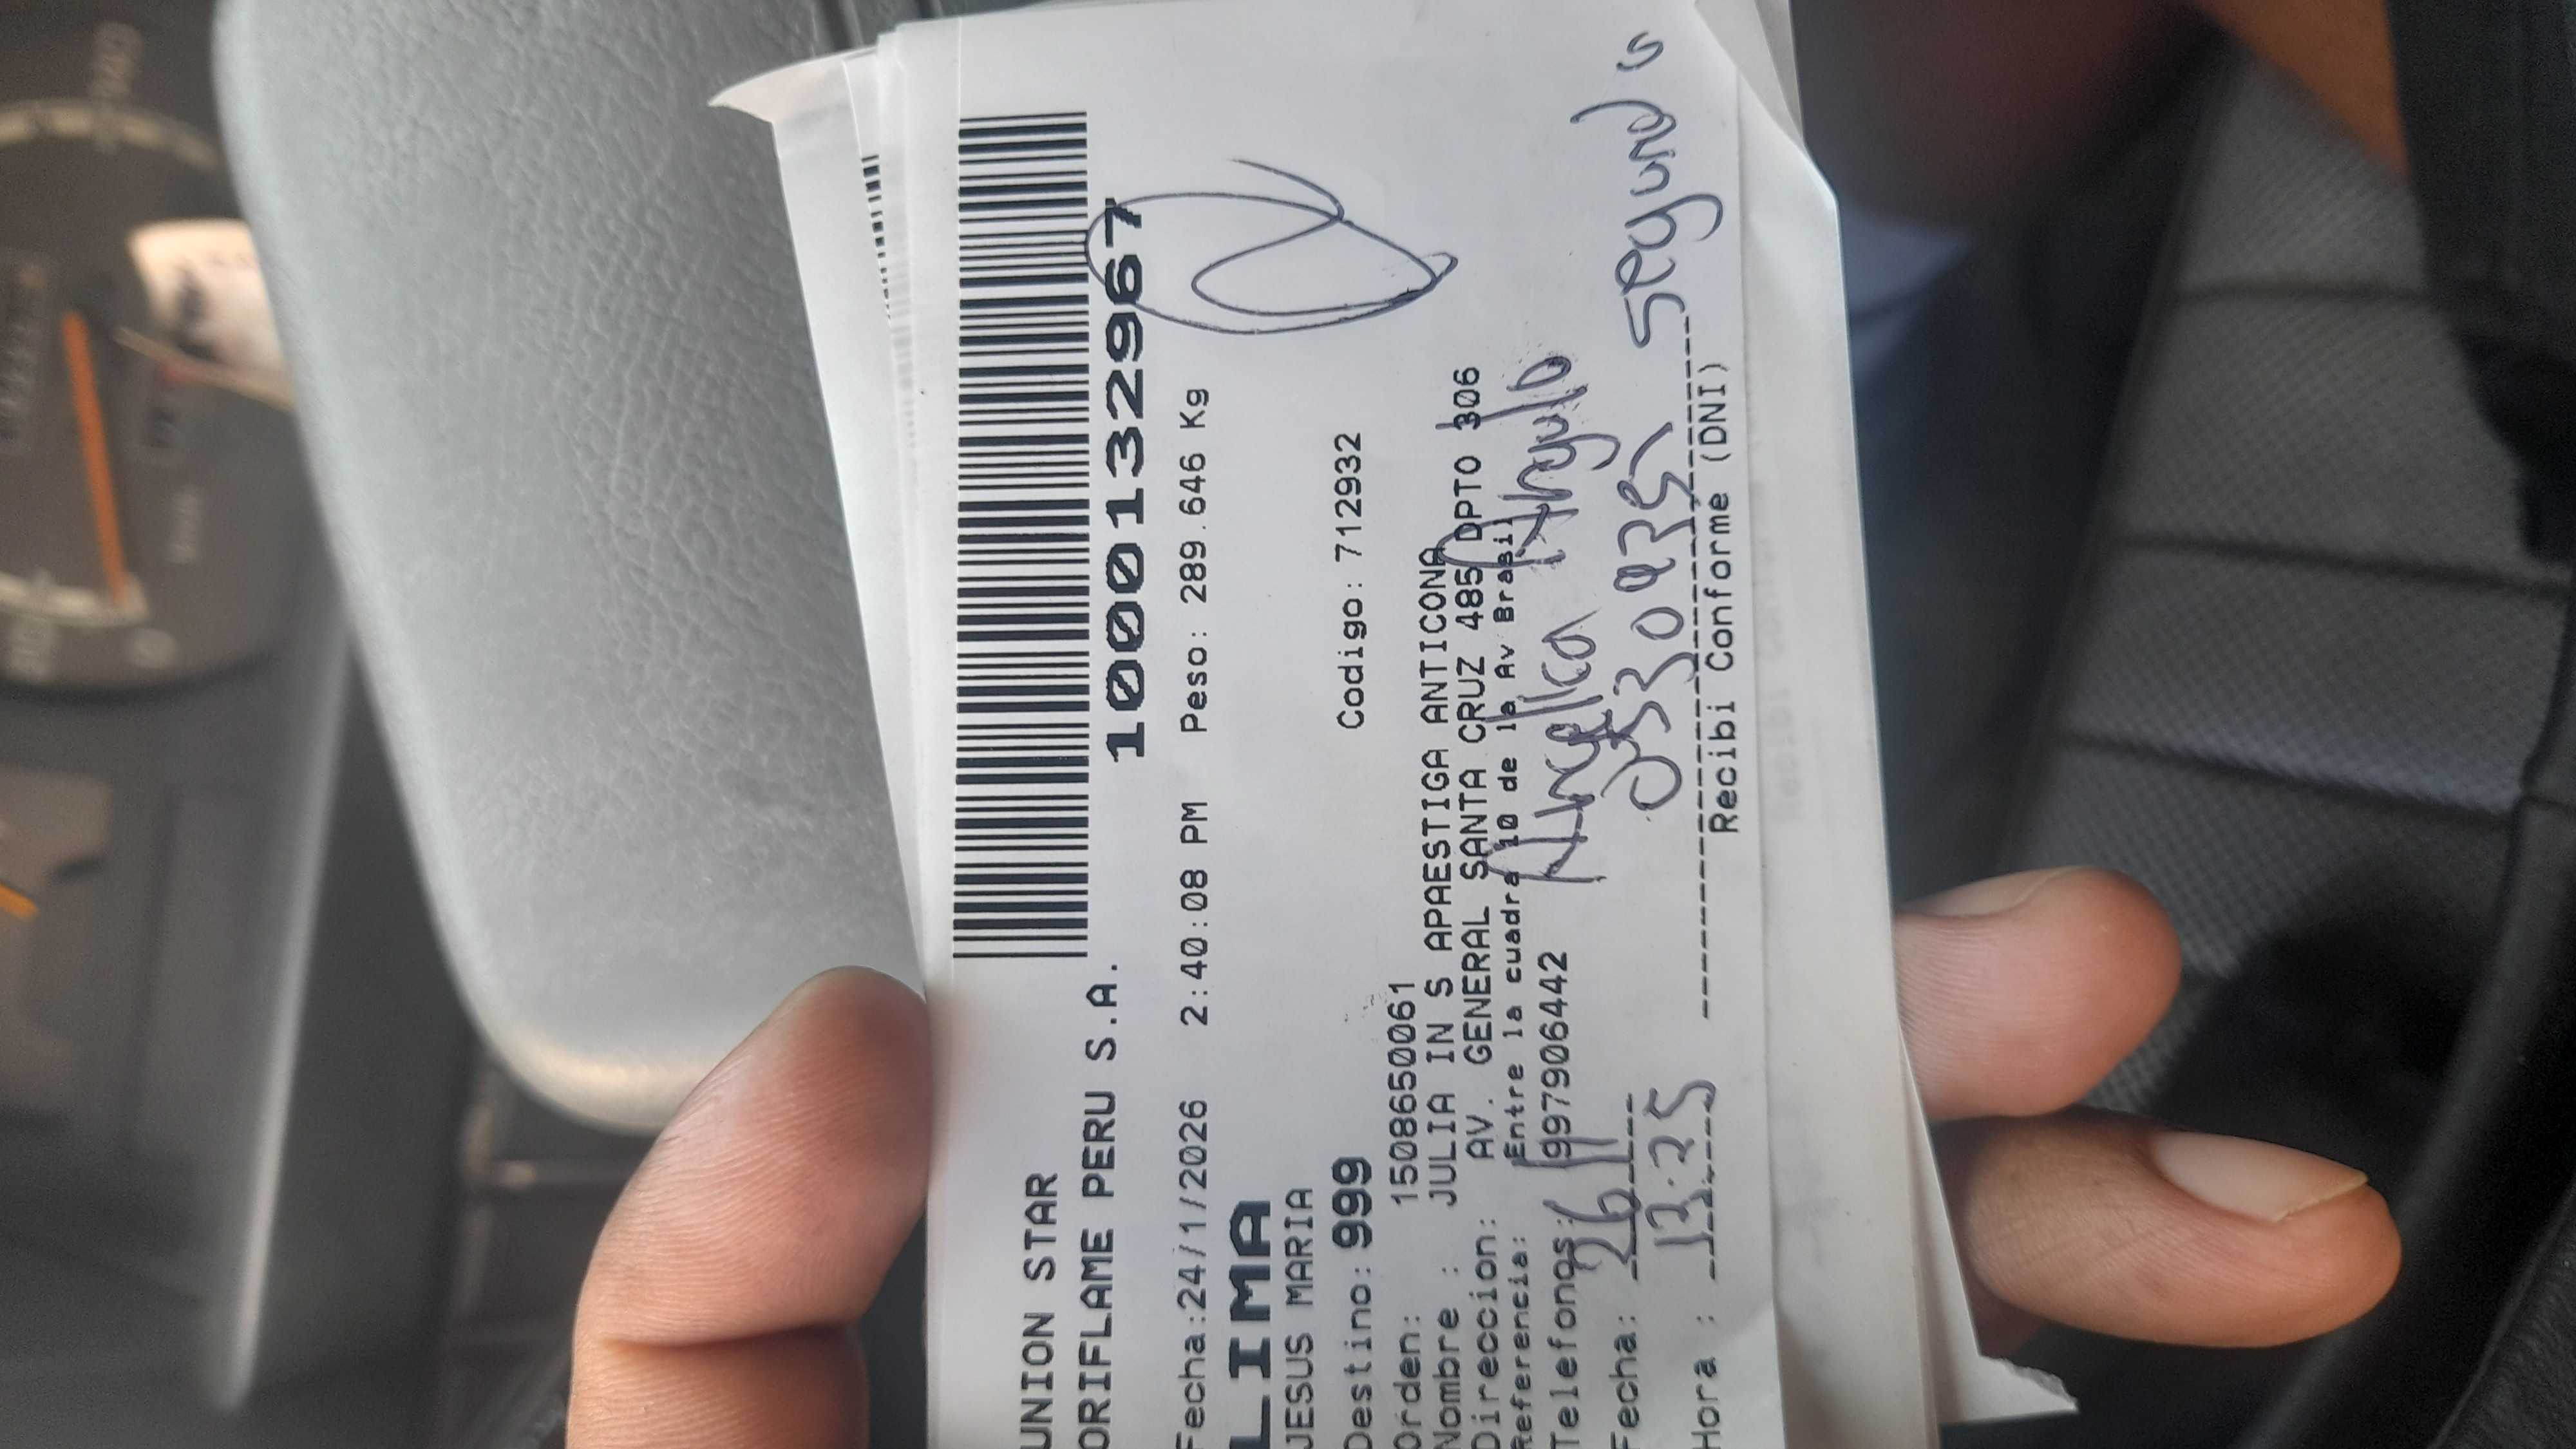 UNION STAR
ORIFLAME PERU S.A.
1000132967
Fecha:24/1/2026 2:40:08 PM Peso: 289.646 Kg
LIMA
JESUS MARIA
Destino: 999 Codigo: 712932
Orden: 150865006‌1
Nombre : JULIA IN S APAESTIGA ANTICONA
Direccion: AV. GENERAL SANTA CRUZ 485 DPTO 306
Referencia: Entre la cuadra 10 de la Av Brasil
Telefonos: 997906442
Angulo
Fecha: 26/1
Segundo
Hora : 13:25
Recibi Conforme (DNI)